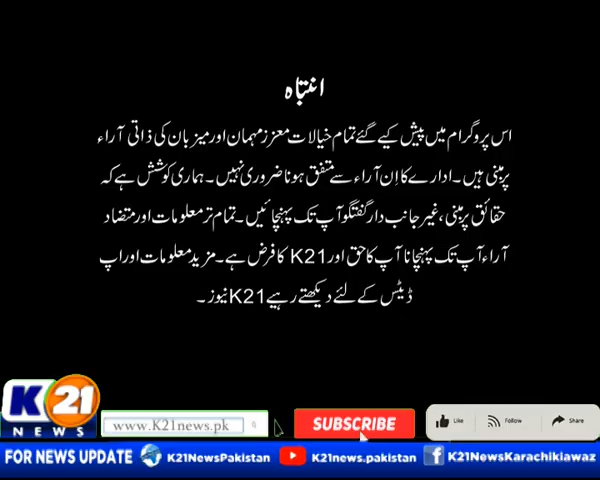 انتباہ
اس پروگرام میں پیش کیے گئے تمام خیالات معزز مہمان اور میزبان کی ذاتی آراء
پر مبنی ہیں۔ ادارے کا اِن آراء سے متفق ہونا ضروری نہیں۔ ہماری کوشش ہے کہ
حقائق پر مبنی، غیر جانب دار گفتگو آپ تک پہنچائیں۔ تمام تر معلومات اور متضاد
آراء آپ تک پہنچانا آپ کا حق اور K21 کا فرض ہے۔ مزید معلومات اور اپ
ڈیٹس کے لئے دیکھتے رہیے K21 نیوز۔
K21
NEWS
www.K21news.pk
SUBSCRIBE
Like
Follow
Share
FOR NEWS UPDATE
K21NewsPakistan
K21news.pakistan
K21NewsKarachikiawaz